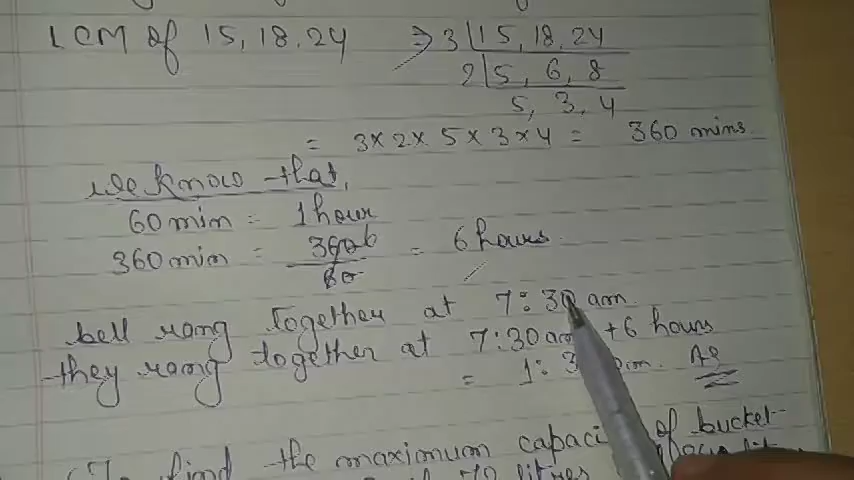 LCM of 15, 18, 24 ⇒ 3 | 15, 18, 24
2 | 5, 6, 8
5, 3, 4
= 3 × 2 × 5 × 3 × 4 = 360 mins.
We know that,
60 min = 1 hour
360 min = 360 6 / 60 = 6 hours.
bell rang together at 7:30 am.
they rang together at 7:30 am + 6 hours
= 1:3 pm. As
To find the maximum of bucket
72 litres